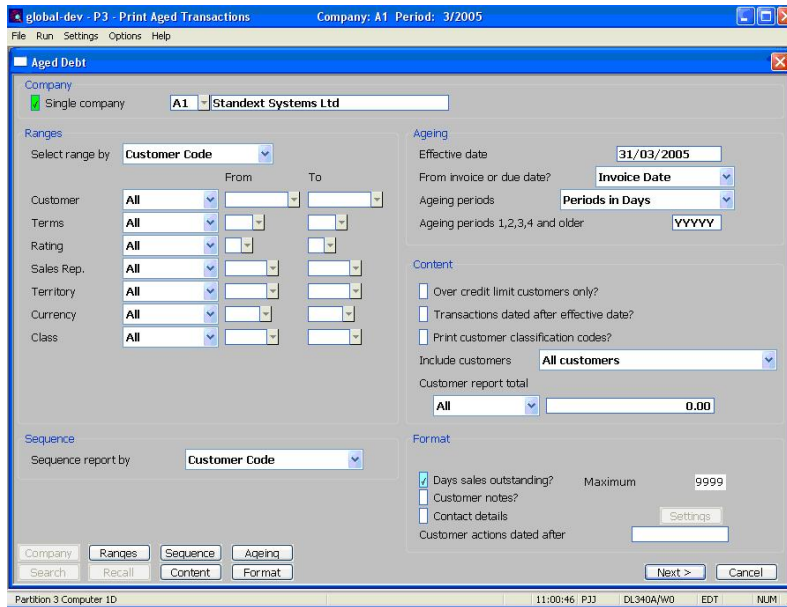 global-dev - P3 - Print Aged Transactions Company: A1 Period: 3/2005
File Run Settings Options Help
Aged Debt
Company
Single company A1 Standext Systems Ltd
Ranges
Select range by Customer Code
From To
Customer All
Terms All
Rating All
Sales Rep. All
Territory All
Currency All
Class All
Ageing
Effective date 31/03/2005
From invoice or due date? Invoice Date
Ageing periods Periods in Days
Ageing periods 1,2,3,4 and older YYYYY
Content
Over credit limit customers only?
Transactions dated after effective date?
Print customer classification codes?
Include customers All customers
Customer report total
All 0.00
Sequence
Sequence report by Customer Code
Format
Days sales outstanding? Maximum 9999
Customer notes?
Contact details Settings
Customer actions dated after
Company Ranges Sequence Ageing
Search Recall Content Format Next > Cancel
Partition 3 Computer 1D 11:00:46 PJJ DL340A/W0 EDT NUM